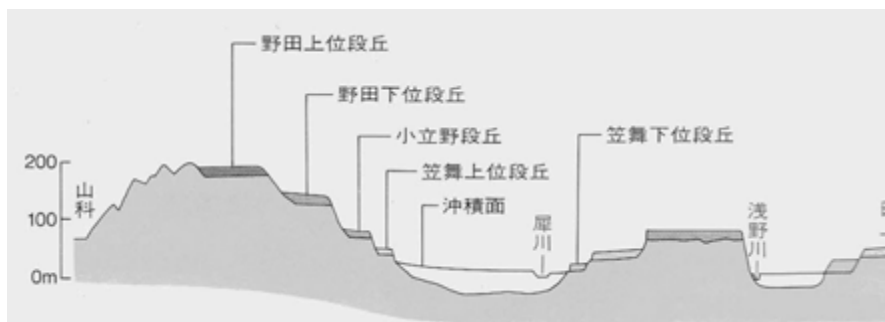 野田上位段丘
野田下位段丘
小立野段丘
笠舞上位段丘
沖積面
笠舞下位段丘
200
100
0m
山科
犀川
浅野川